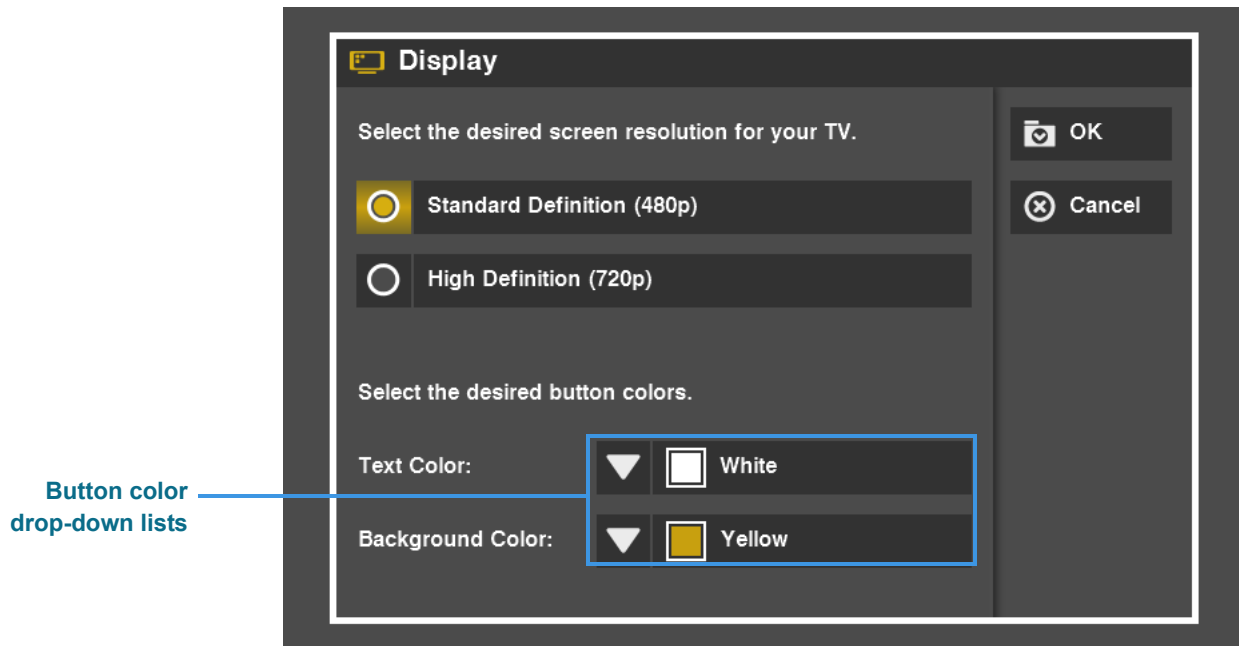 Display
Select the desired screen resolution for your TV.
OK
Standard Definition (480p)
Cancel
High Definition (720p)
Select the desired button colors.
Text Color:
White
Button color
drop-down lists
Background Color:
Yellow